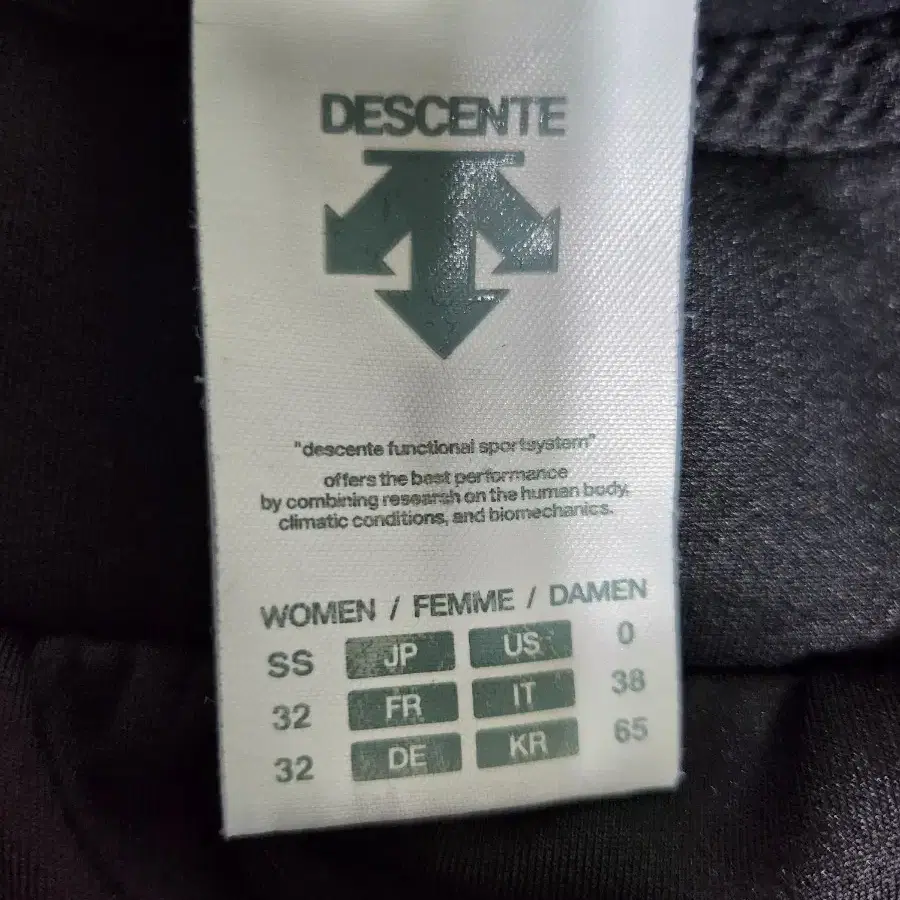 DESCENTE
"descente functional sportsystem"
offers the best performance
by combining research on the human body,
climatic conditions, and biomechanics.
WOMEN / FEMME / DAMEN
SS JP US 0
32 FR IT 38
32 DE KR 65